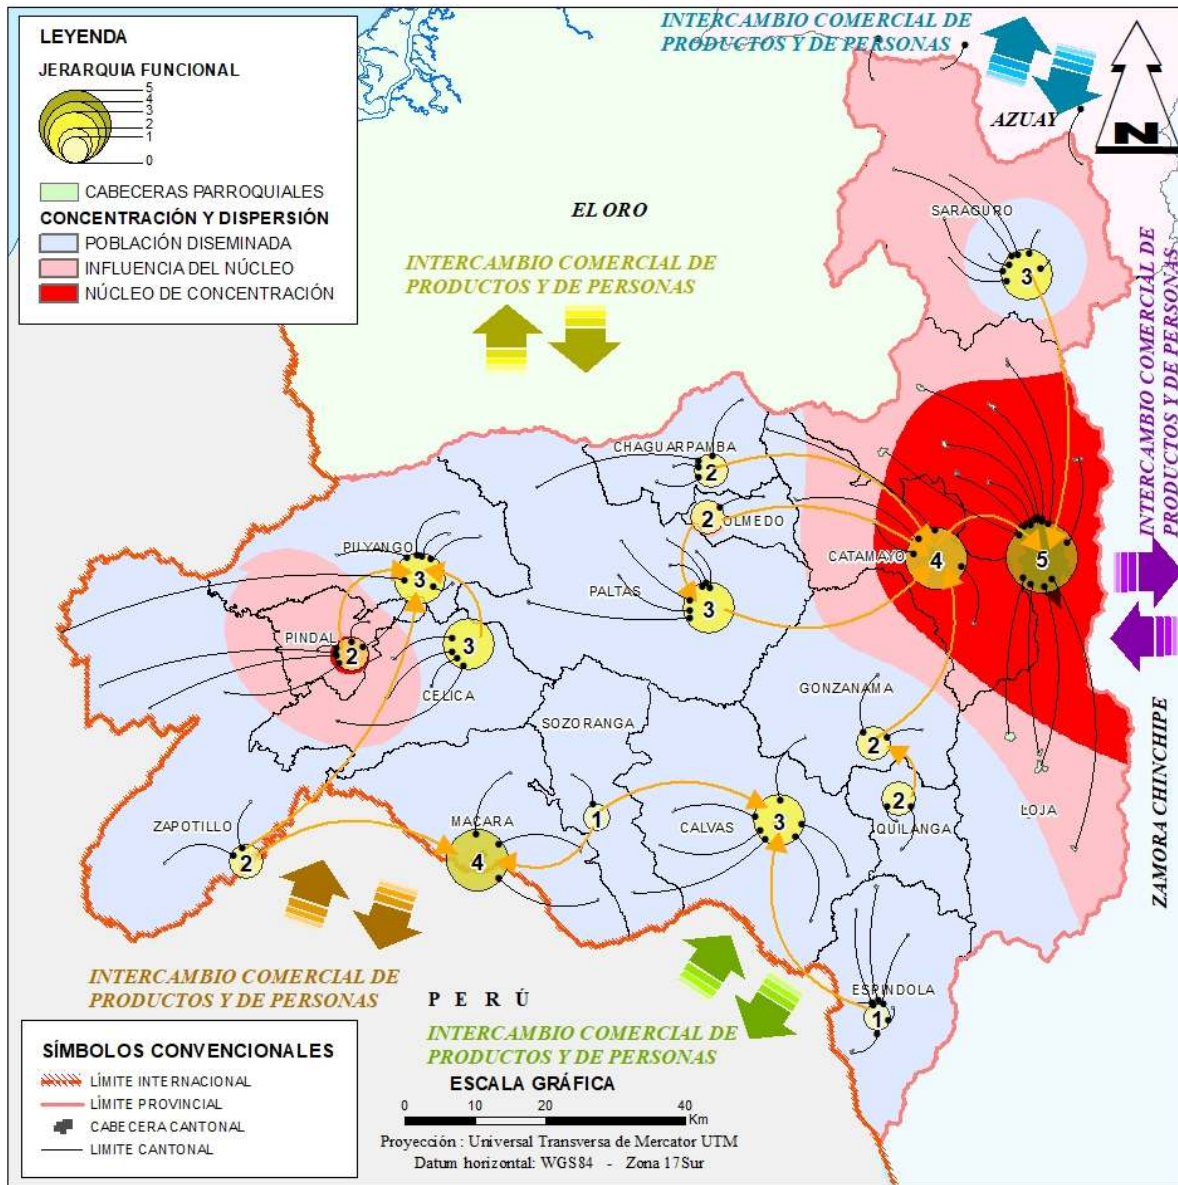 LEYENDA
JERARQUIA FUNCIONAL
5
4
3
2
1
0
CABECERAS PARROQUIALES
CONCENTRACIÓN Y DISPERSIÓN
POBLACIÓN DISEMINADA
INFLUENCIA DEL NÚCLEO
NÚCLEO DE CONCENTRACIÓN
INTERCAMBIO COMERCIAL DE
PRODUCTOS Y DE PERSONAS
AZUAY
N
EL ORO
INTERCAMBIO COMERCIAL DE
PRODUCTOS Y DE PERSONAS
SARAGURO
3
INTERCAMBIO COMERCIAL DE
PRODUCTOS Y DE PERSONAS
CHAGUARPAMBA
2
2
OLMEDO
CATAMAYO
4
5
PUYANGO
3
PALTAS
3
PINDAL
2
3
CELICA
GONZANAMA
2
SOZORANGA
1
ZAPOTILLO
2
MACARA
4
CALVAS
3
2
QUILANGA
LOJA
ZAMORA CHINCHIPE
ESPINDOLA
1
INTERCAMBIO COMERCIAL DE
PRODUCTOS Y DE PERSONAS
PERÚ
INTERCAMBIO COMERCIAL DE
PRODUCTOS Y DE PERSONAS
SÍMBOLOS CONVENCIONALES
LÍMITE INTERNACIONAL
LÍMITE PROVINCIAL
CABECERA CANTONAL
LIMITE CANTONAL
ESCALA GRÁFICA
0 10 20 40
Km
Proyección : Universal Transversa de Mercator UTM
Datum horizontal: WGS84 - Zona 17Sur